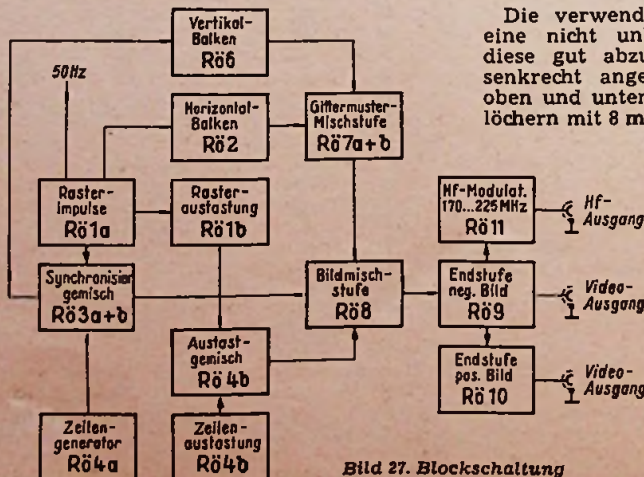 Die verwend
eine nicht un
diese gut abzu
senkrecht ange
oben und unter
löchern mit 8 m
Vertikal-
Balken
Rö6
50Hz
Horizontal-
Balken
Rö2
Gittermuster-
Mischstufe
Rö7a+b
Raster-
impulse
Rö1a
Raster-
austastung
Rö1b
Hf-Modulat.
170...225MHz
Rö11
Hf-
Ausgang
Synchronisier
gemisch
Rö3a+b
Bildmisch-
stufe
Rö8
Endstufe
neg. Bild
Rö9
Video-
Ausgang
Austast-
gemisch
Rö4b
Endstufe
pos. Bild
Rö10
Video-
Ausgang
Zeilen-
generator
Rö4a
Zeilen-
austastung
Rö4b
Bild 27. Blockschaltung